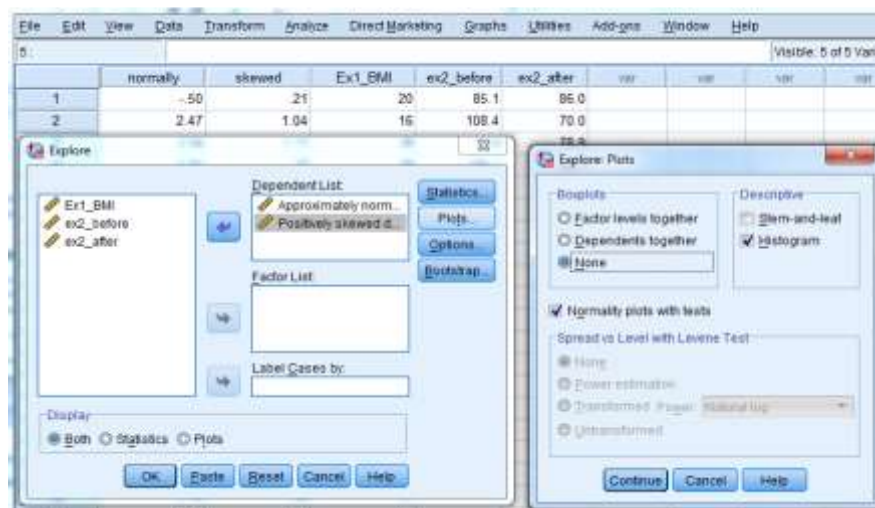 File Edit View Data Transform Analyze Direct Marketing Graphs Utilities Add-ons Window Help
5 : Visible: 5 of 5 Vari
normally skewed Ex1_BMI ex2_before ex2_after var var var var
1 -.50 .21 20 85.1 86.0
2 2.47 1.04 16 108.4 70.0
Explore
Dependent List:
Ex1_BMI
ex2_before
ex2_after
Approximately norm...
Positively skewed d...
Statistics...
Plots...
Options...
Bootstrap...
Factor List:
Label Cases by:
Display
Both Statistics Plots
OK Paste Reset Cancel Help
Explore: Plots
Boxplots
Factor levels together
Dependents together
None
Descriptive
Stem-and-leaf
Histogram
Normality plots with tests
Spread vs Level with Levene Test
None
Power estimation
Transformed Power: Natural log
Untransformed
Continue Cancel Help